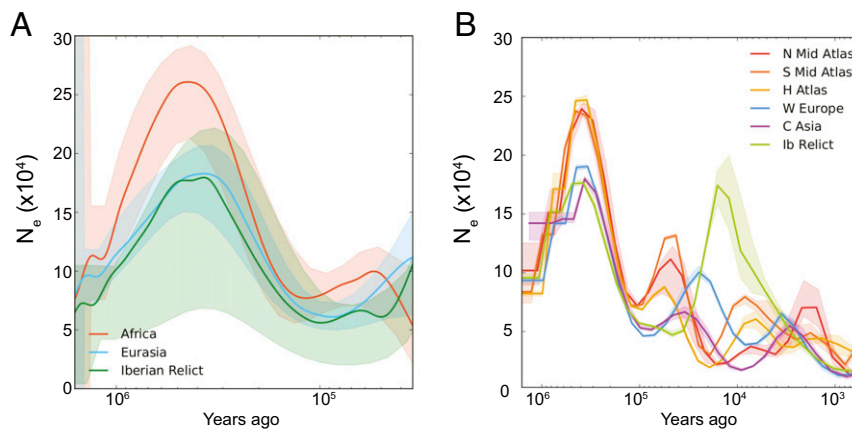 A
30
25
20
15
10
5
0
Nₑ (x10⁴)
Africa
Eurasia
Iberian Relict
10⁶
10⁵
Years ago
B
30
25
20
15
10
5
0
Nₑ (x10⁴)
N Mid Atlas
S Mid Atlas
H Atlas
W Europe
C Asia
Ib Relict
10⁶
10⁵
10⁴
10³
Years ago